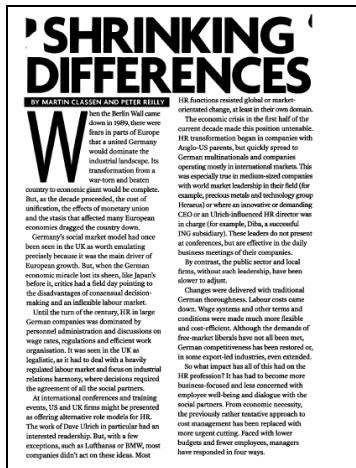 'SHRINKING '
DIFFERENCES
BY MARTIN CLASSEN AND PETER REILLY
When the Berlin Wall came
down in 1989, there were
fears in parts of Europe
that a united Germany
would dominate the
industrial landscape. Its
transformation from a
war-torn and beaten
country to economic giant would be complete.
But, as the decade proceeded, the cost of
unification, the effects of monetary union
and the stasis that affected many European
economies dragged the country down.
Germany's social market model had once
been seen in the UK as worth emulating
precisely because it was the main driver of
European growth. But, when the German
economic miracle lost its sheen, like Japan's
before it, critics had a field day pointing to
the disadvantages of consensual decision-
making and an inflexible labour market.
Until the turn of the century, HR in large
German companies was dominated by
personnel administration and discussions on
wage rates, regulations and efficient work
organisation. It was seen in the UK as
legalistic, as it had to deal with a heavily
regulated labour market and focus on industrial
relations harmony, where decisions required
the agreement of all the social partners.
At international conferences and training
events, US and UK firms might be presented
as offering alternative role models for HR.
The work of Dave Ulrich in particular had an
interested readership. But, with a few
exceptions, such as Lufthansa or BMW, most
companies didn't act on these ideas. Most
HR functions resisted global or market-
orientated change, at least in their own domain.
The economic crisis in the first half of the
current decade made this position untenable.
HR transformation began in companies with
Anglo-US parents, but quickly spread to
German multinationals and companies
operating mostly in international markets. This
was especially true in medium-sized companies
with world market leadership in their field (for
example, precious metals and technology group
Heraeus) or where an innovative or demanding
CEO or an Ulrich-influenced HR director was
in charge (for example, Diba, a successful
ING subsidiary). These leaders do not present
at conferences, but are effective in the daily
business meetings of their companies.
By contrast, the public sector and local
firms, without such leadership, have been
slower to adjust.
Changes were delivered with traditional
German thoroughness. Labour costs came
down. Wage systems and other terms and
conditions were made much more flexible
and cost-efficient. Although the demands of
free-market liberals have not all been met,
German competitiveness has been restored or,
in some export-led industries, even extended.
So what impact has all of this had on the
HR profession? It has had to become more
business-focused and less concerned with
employee well-being and dialogue with the
social partners. From economic necessity,
the previously rather tentative approach to
cost management has been replaced with
more urgent cutting. Faced with lower
budgets and fewer employees, managers
have responded in four ways.